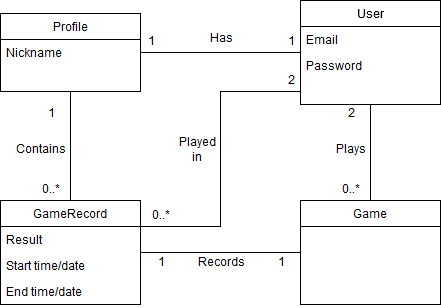 User
Profile
Has
1
1
Nickname
Email
Password
2
1
2
Contains
Played
in
Plays
0..*
0..*
GameRecord
0..*
Game
Result
Start time/date
1
Records
1
End time/date